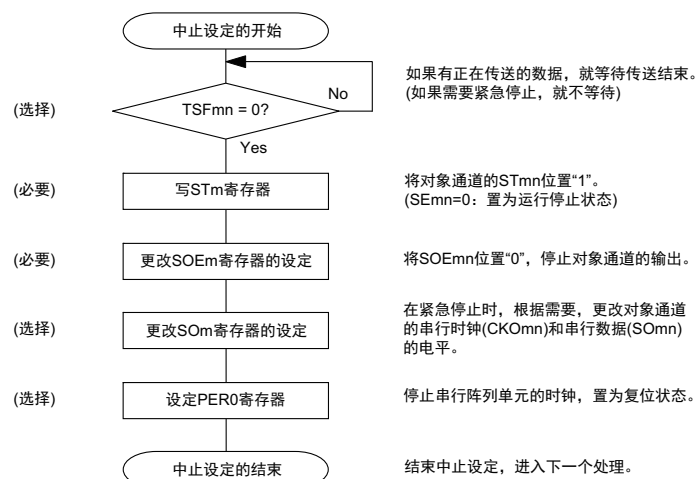 中止设定的开始
如果有正在传送的数据，就等待传送结束。
(如果需要紧急停止，就不等待)
No
(选择)
TSFmn = 0?
Yes
(必要)
写STm寄存器
将对象通道的STmn位置“1”。
(SEmn=0：置为运行停止状态)
(必要)
更改SOEm寄存器的设定
将SOEmn位置“0”，停止对象通道的输出。
(选择)
更改SOm寄存器的设定
在紧急停止时，根据需要，更改对象通道
的串行时钟(CKOmn)和串行数据(SOmn)
的电平。
(选择)
设定PER0寄存器
停止串行阵列单元的时钟，置为复位状态。
中止设定的结束
结束中止设定，进入下一个处理。